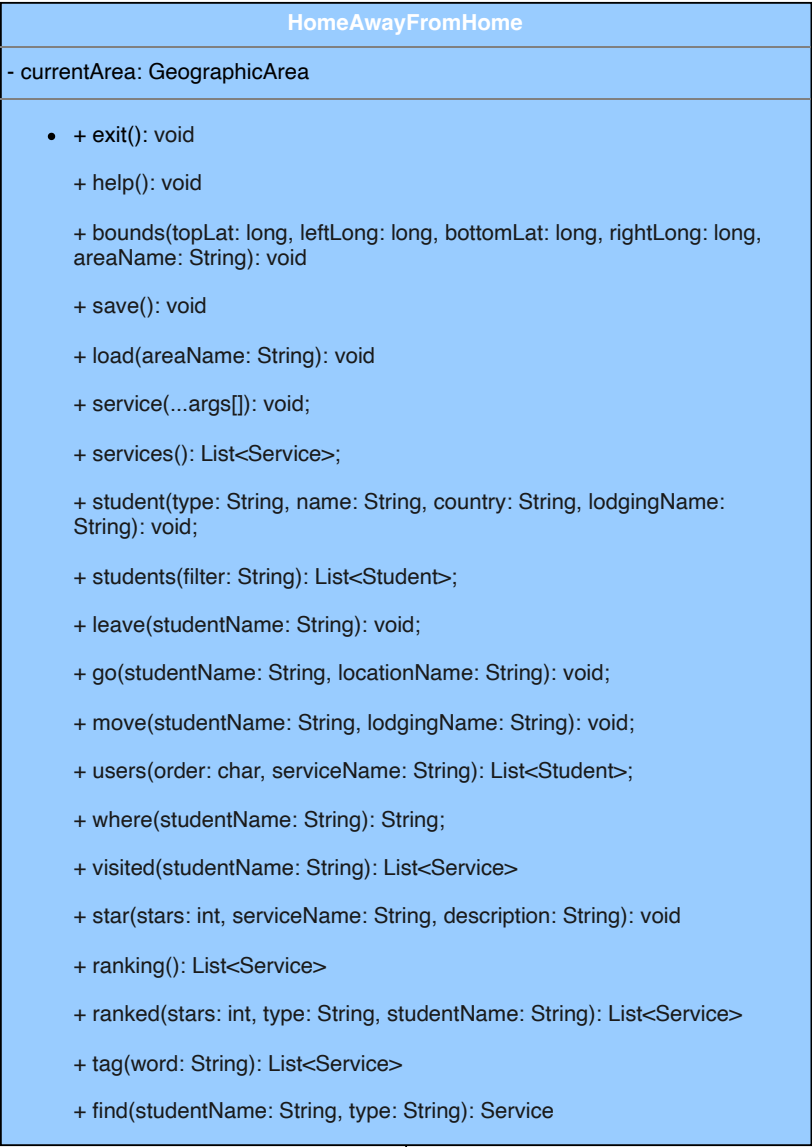 HomeAwayFromHome
- currentArea: GeographicArea
• + exit(): void
+ help(): void
+ bounds(topLat: long, leftLong: long, bottomLat: long, rightLong: long,
areaName: String): void
+ save(): void
+ load(areaName: String): void
+ service(...args[]): void;
+ services(): List<Service>;
+ student(type: String, name: String, country: String, lodgingName:
String): void;
+ students(filter: String): List<Student>;
+ leave(studentName: String): void;
+ go(studentName: String, locationName: String): void;
+ move(studentName: String, lodgingName: String): void;
+ users(order: char, serviceName: String): List<Student>;
+ where(studentName: String): String;
+ visited(studentName: String): List<Service>
+ star(stars: int, serviceName: String, description: String): void
+ ranking(): List<Service>
+ ranked(stars: int, type: String, studentName: String): List<Service>
+ tag(word: String): List<Service>
+ find(studentName: String, type: String): Service